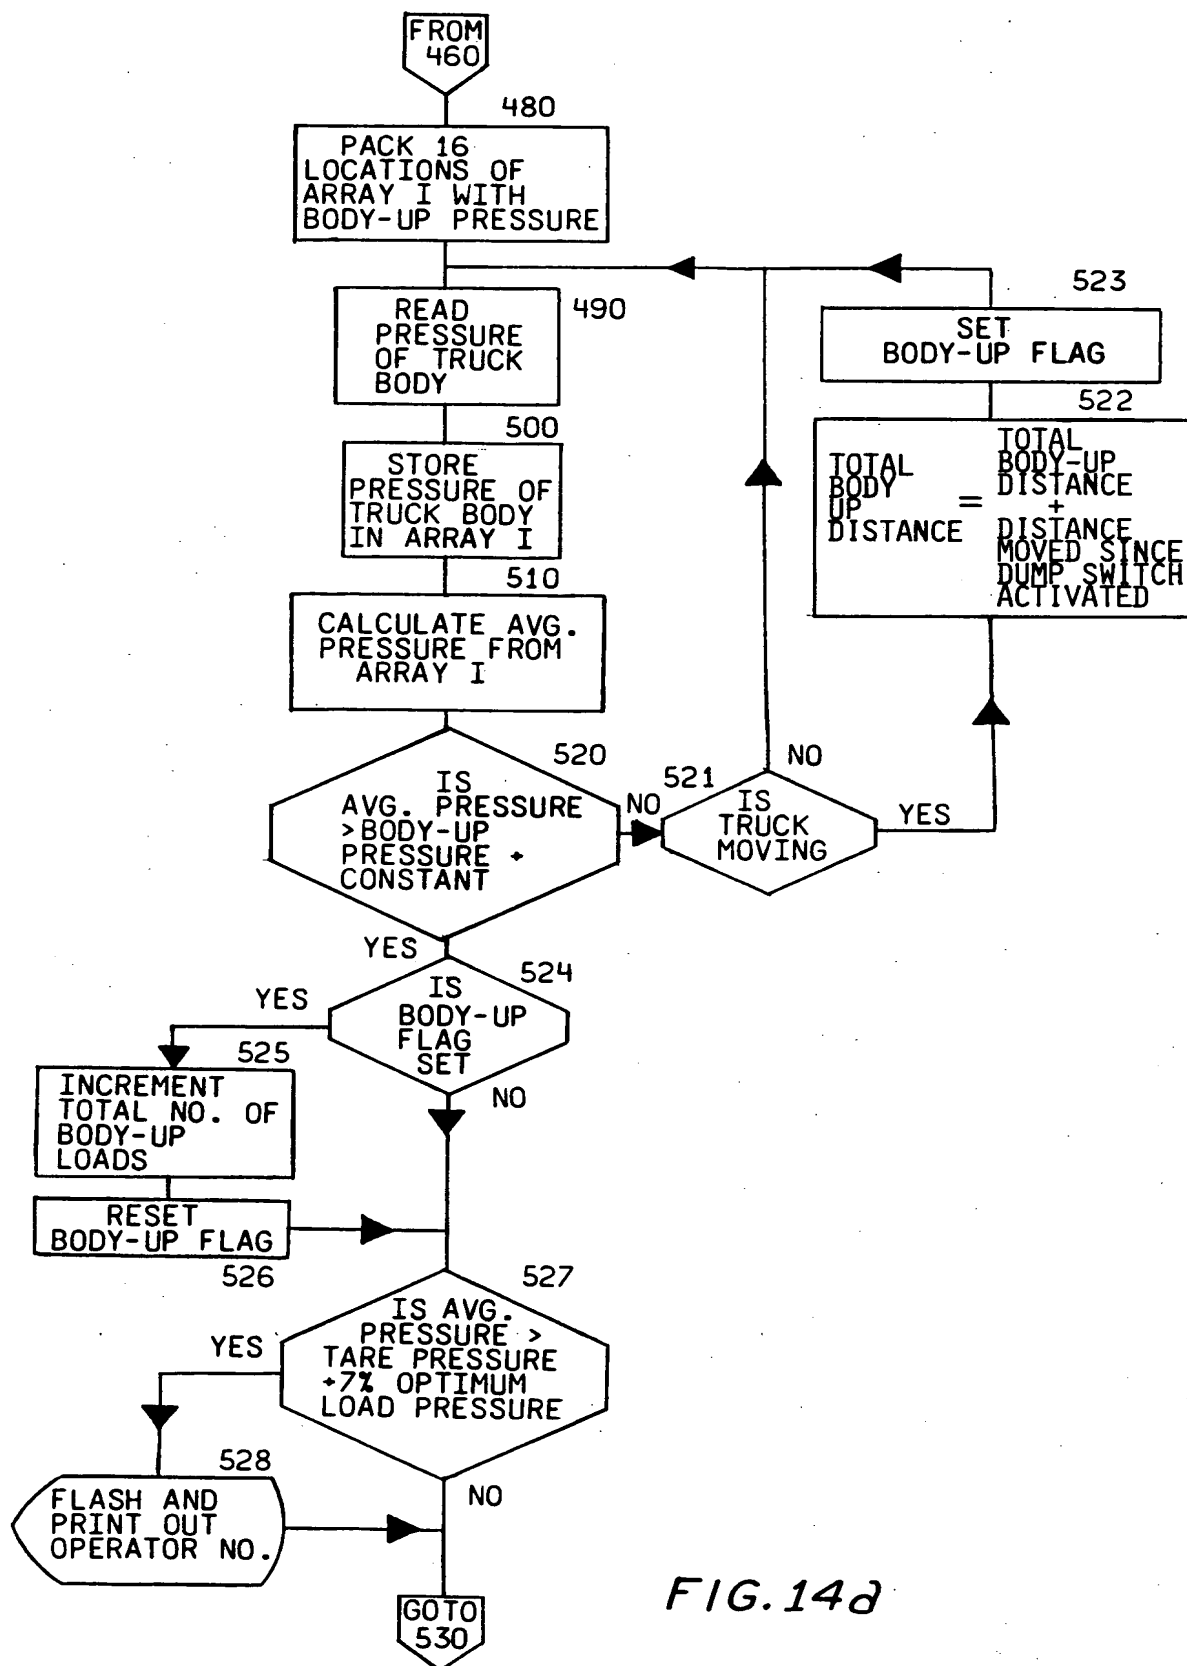 FROM
460
480
PACK 16
LOCATIONS OF
ARRAY I WITH
BODY-UP PRESSURE
490
READ
PRESSURE
OF TRUCK
BODY
523
SET
BODY-UP FLAG
522
TOTAL
BODY
UP
DISTANCE
=
TOTAL
BODY-UP
DISTANCE
+
DISTANCE
MOVED SINCE
DUMP SWITCH
ACTIVATED
500
STORE
PRESSURE OF
TRUCK BODY
IN ARRAY I
510
CALCULATE AVG.
PRESSURE FROM
ARRAY I
520
IS
AVG. PRESSURE
>BODY-UP
PRESSURE +
CONSTANT
NO
521
IS
TRUCK
MOVING
NO
YES
YES
524
IS
BODY-UP
FLAG
SET
YES
NO
525
INCREMENT
TOTAL NO. OF
BODY-UP
LOADS
RESET
BODY-UP FLAG
526
527
IS AVG.
PRESSURE >
TARE PRESSURE
+7% OPTIMUM
LOAD PRESSURE
YES
NO
528
FLASH AND
PRINT OUT
OPERATOR NO.
GO TO
530
FIG. 14d